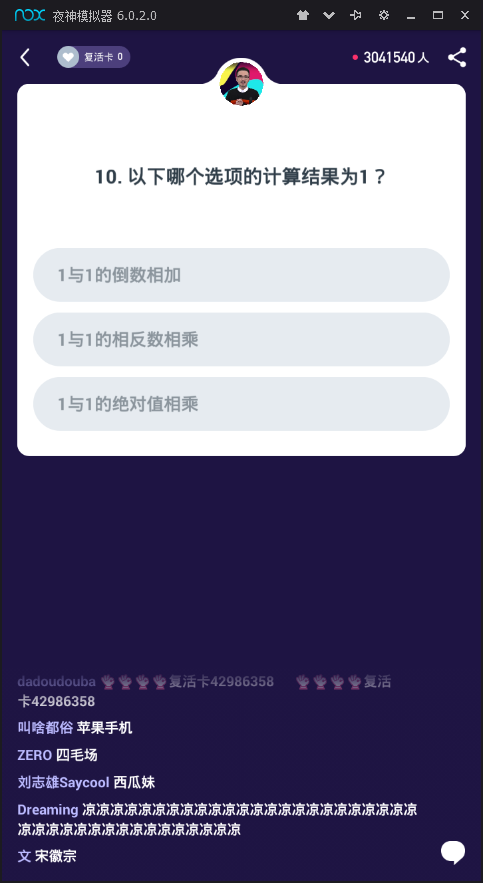 nox 夜神模拟器 6.0.2.0
复活卡 0
3041540 人
10. 以下哪个选项的计算结果为1？
1与1的倒数相加
1与1的相反数相乘
1与1的绝对值相乘
dadoudouba 复活卡42986358 复活
卡42986358
叫啥都俗 苹果手机
ZERO 四毛场
刘志雄Saycool 西瓜妹
Dreaming 凉凉凉凉凉凉凉凉凉凉凉凉凉凉凉凉凉凉凉凉凉凉凉凉
凉凉凉凉凉凉凉凉凉凉凉凉凉凉凉凉
文 宋徽宗